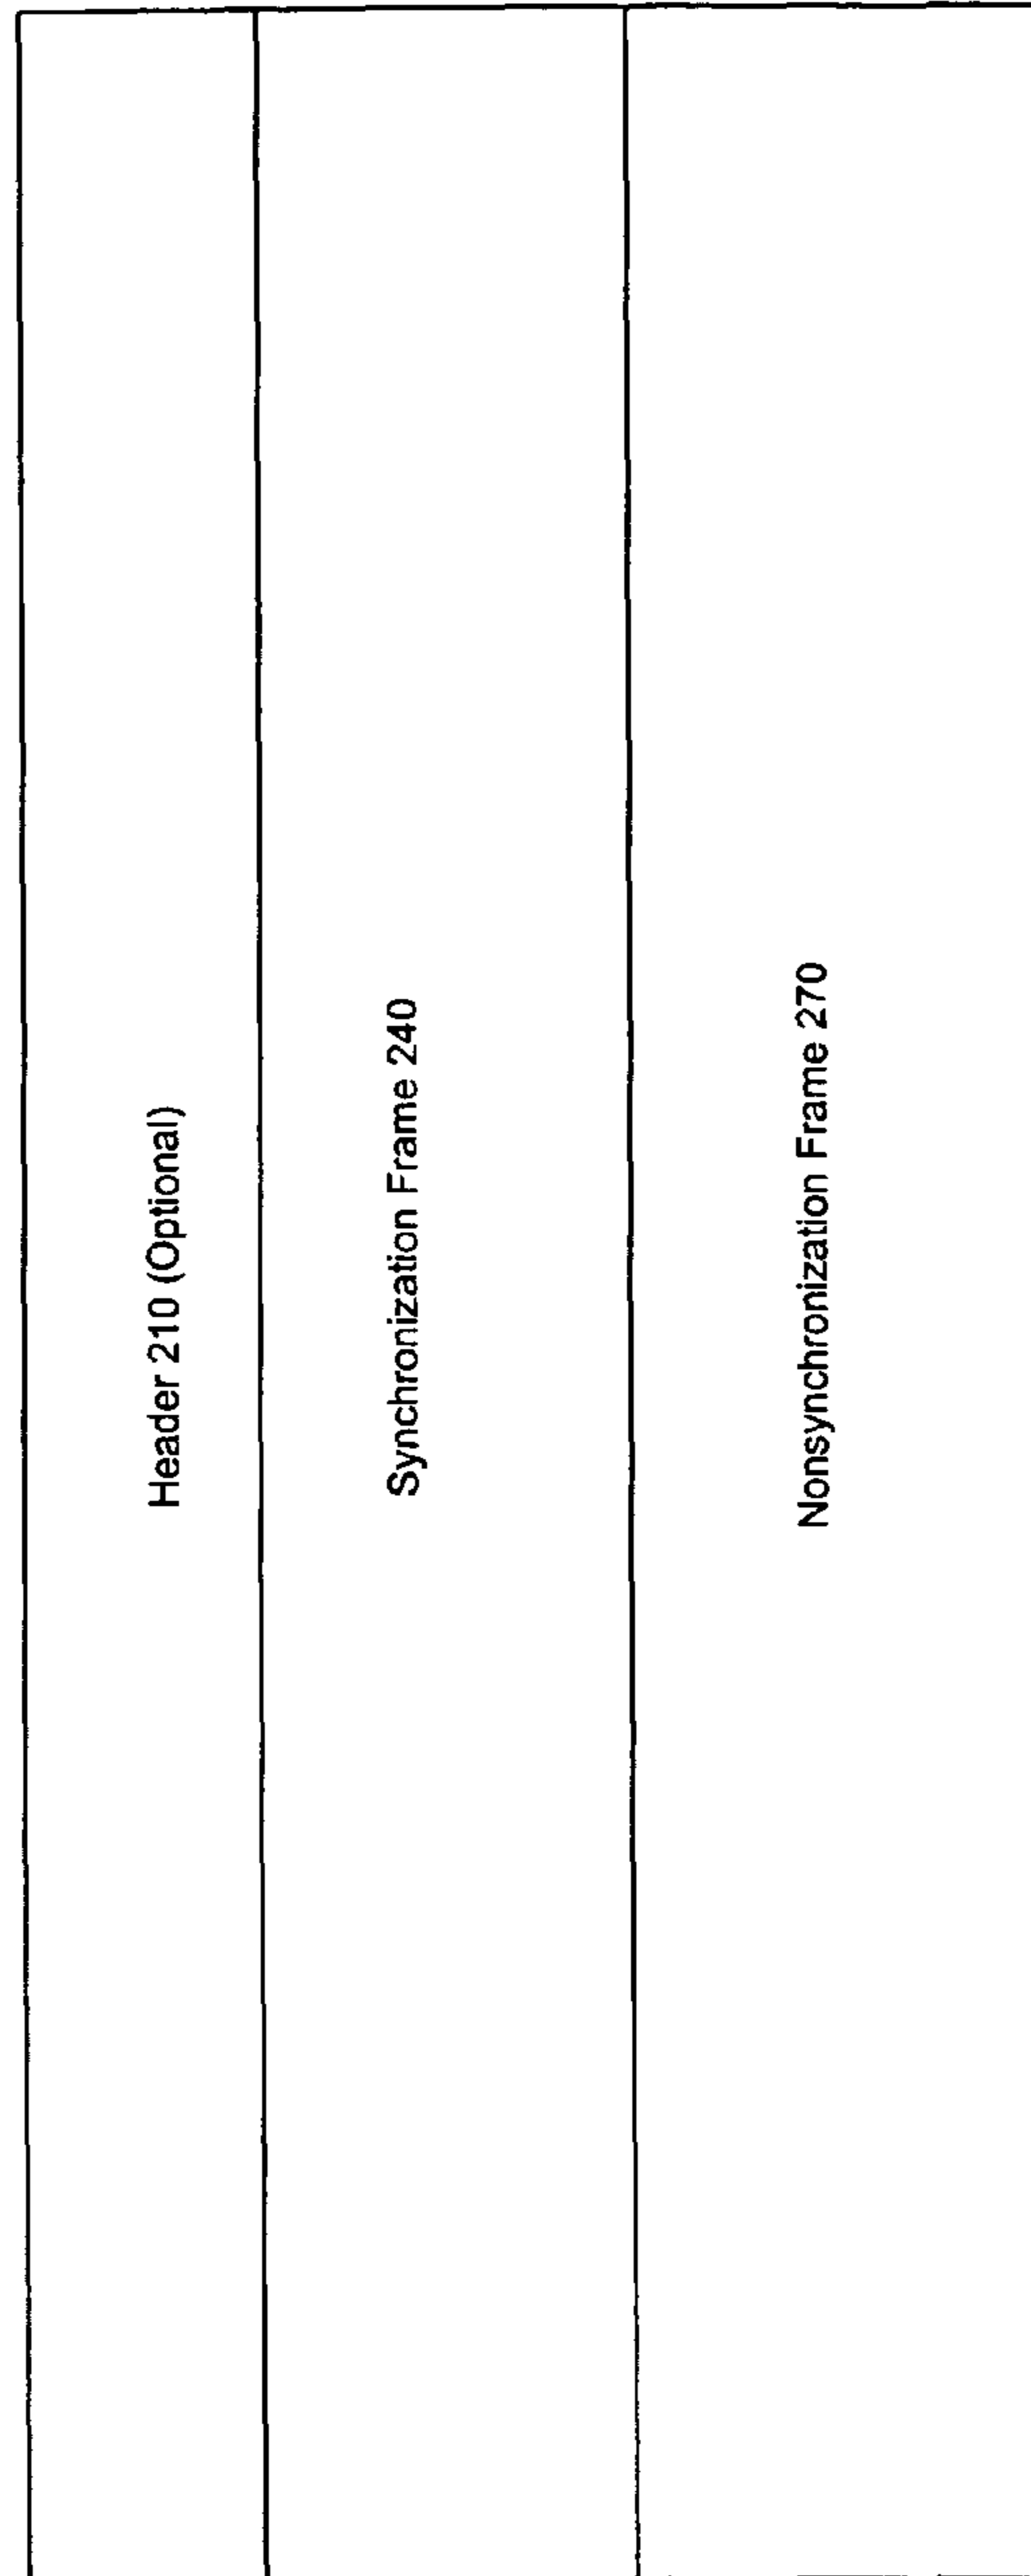 Header 210 (Optional)
Synchronization Frame 240
Nonsynchronization Frame 270